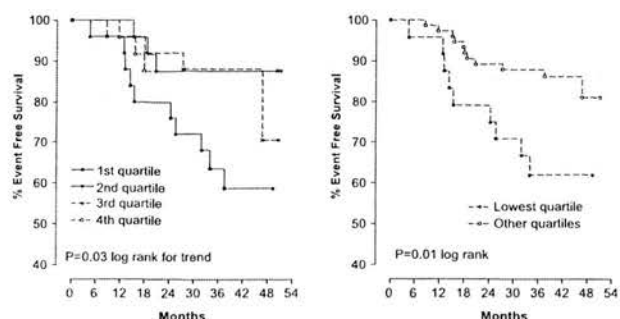 % Event Free Survival
100
90
80
70
60
50
40
1st quartile
2nd quartile
3rd quartile
4th quartile
P=0.03 log rank for trend
0 6 12 18 24 30 36 42 48 54
Months
% Event Free Survival
100
90
80
70
60
50
40
Lowest quartile
Other quartiles
P=0.01 log rank
0 6 12 18 24 30 36 42 48 54
Months